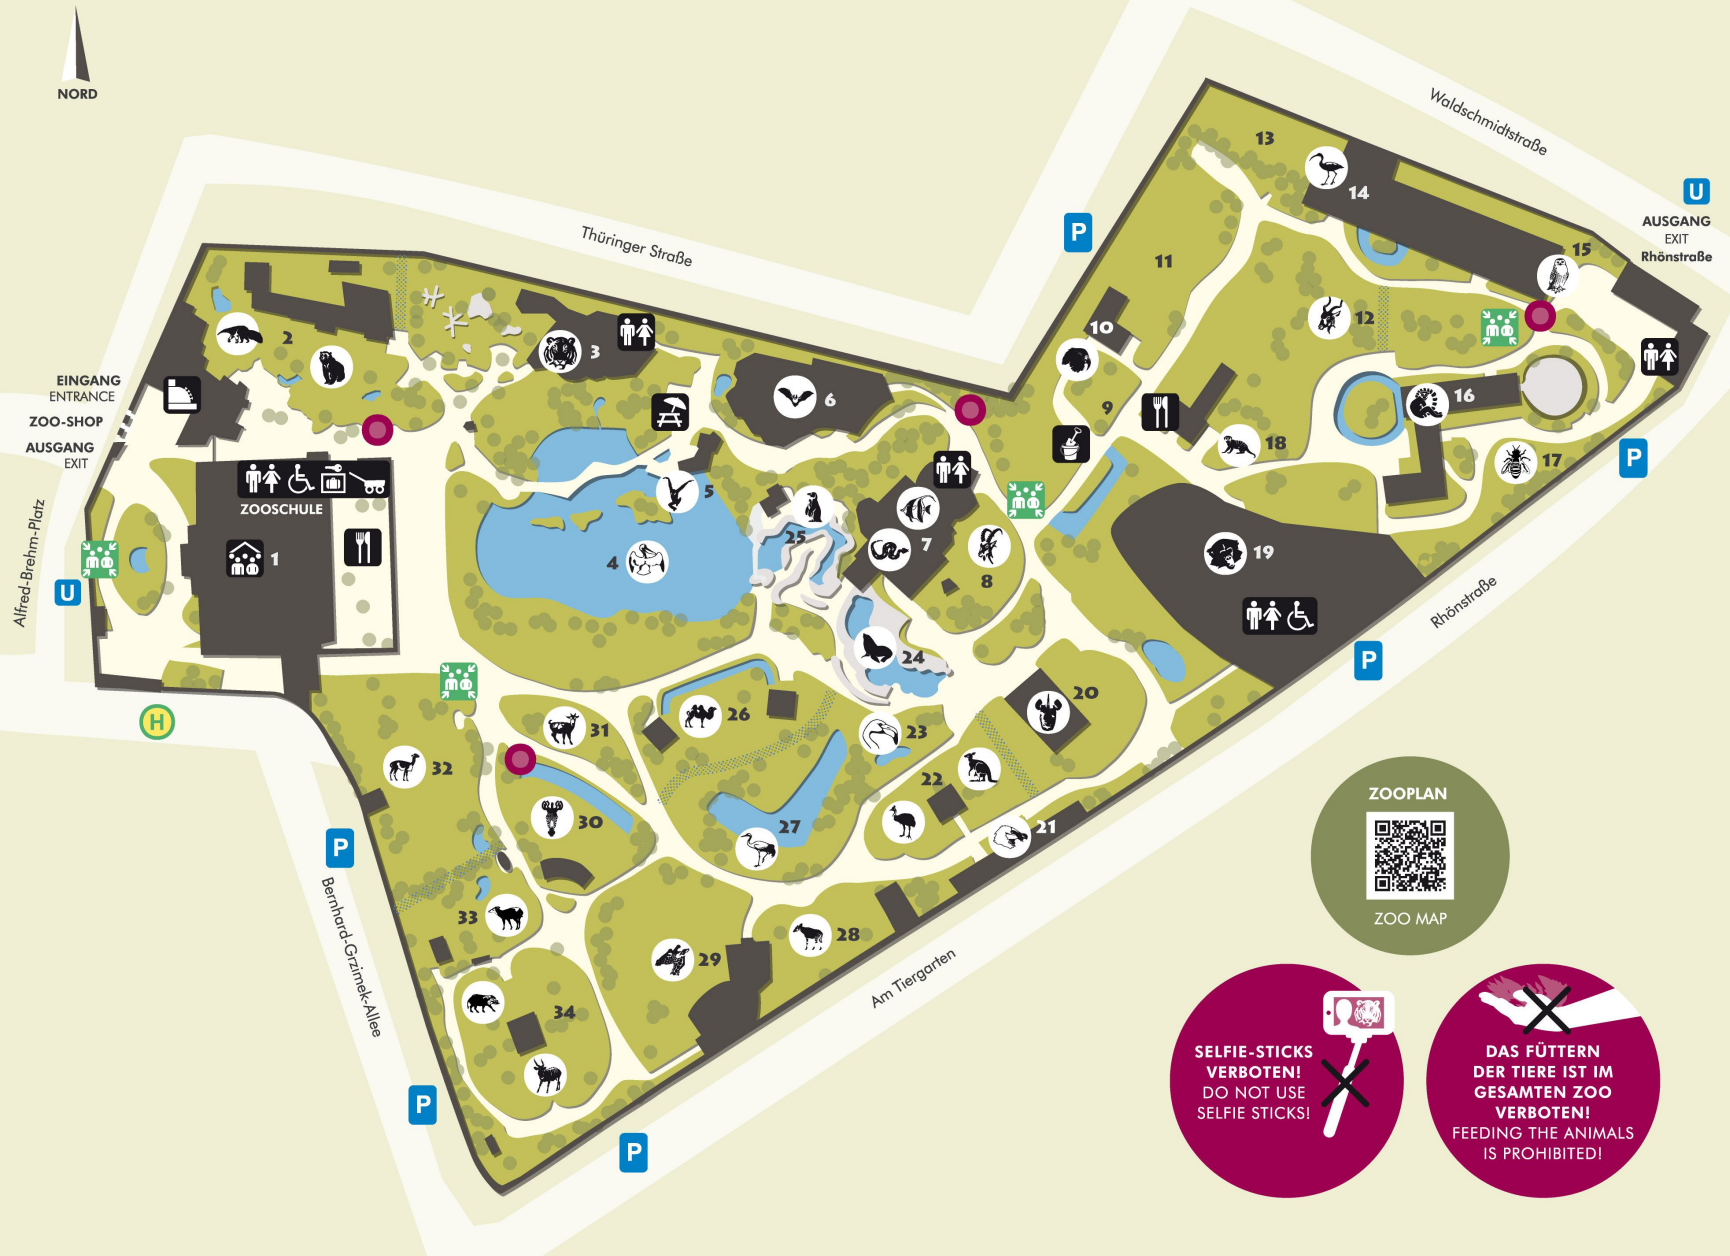 NORD
Waldschmidtstraße
U
AUSGANG
EXIT
Rhönstraße
Thüringer Straße
P
13
14
15
11
12
10
9
16
17
18
19
P
2
3
6
EINGANG
ENTRANCE
ZOO-SHOP
AUSGANG
EXIT
Alfred-Brehm-Platz
U
ZOOSCHULE
1
5
4
25
7
8
24
Rhönstraße
P
H
20
26
31
23
32
22
30
27
21
P
33
28
29
34
Bernhard-Grzimek-Allee
Am Tiergarten
P
P
ZOOPLAN
ZOO MAP
SELFIE-STICKS
VERBOTEN!
DO NOT USE
SELFIE STICKS!
DAS FÜTTERN
DER TIERE IST IM
GESAMTEN ZOO
VERBOTEN!
FEEDING THE ANIMALS
IS PROHIBITED!